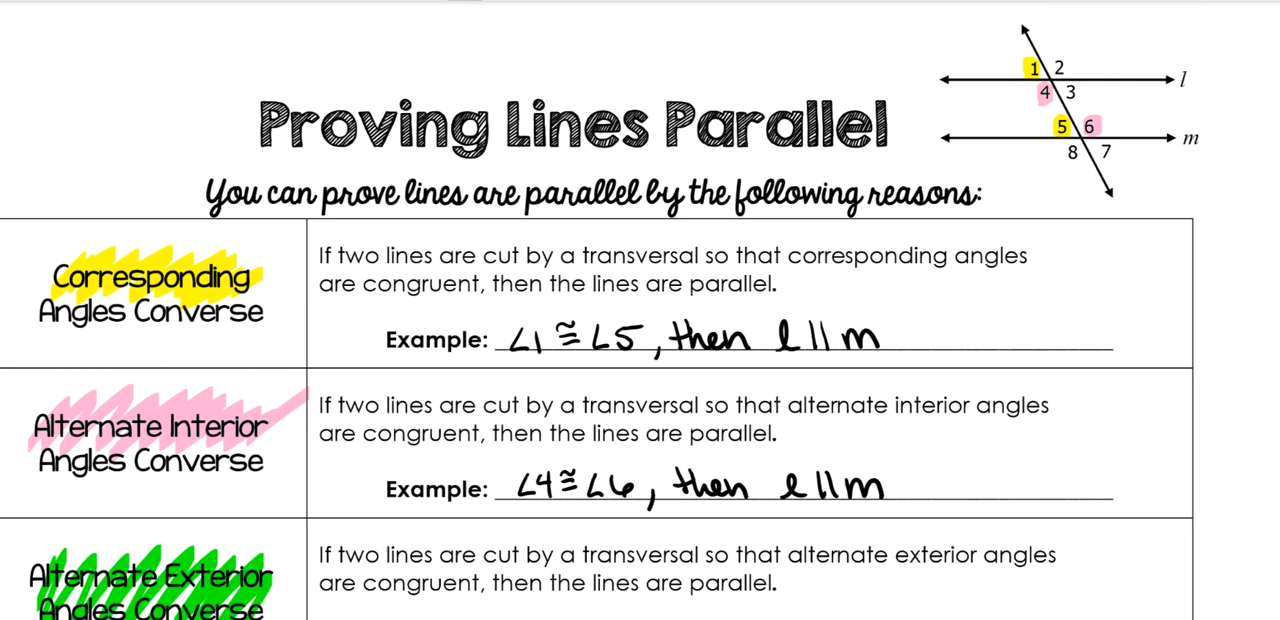 1 2
l
4 3
Proving Lines Parallel
5 6
m
8 7
You can prove lines are parallel by the following reasons:
Corresponding
Angles Converse
If two lines are cut by a transversal so that corresponding angles
are congruent, then the lines are parallel.
Example: ∠1 ≅ ∠5, then l || m
Alternate Interior
Angles Converse
If two lines are cut by a transversal so that alternate interior angles
are congruent, then the lines are parallel.
Example: ∠4 ≅ ∠6, then l || m
Alternate Exterior
Angles Converse
If two lines are cut by a transversal so that alternate exterior angles
are congruent, then the lines are parallel.